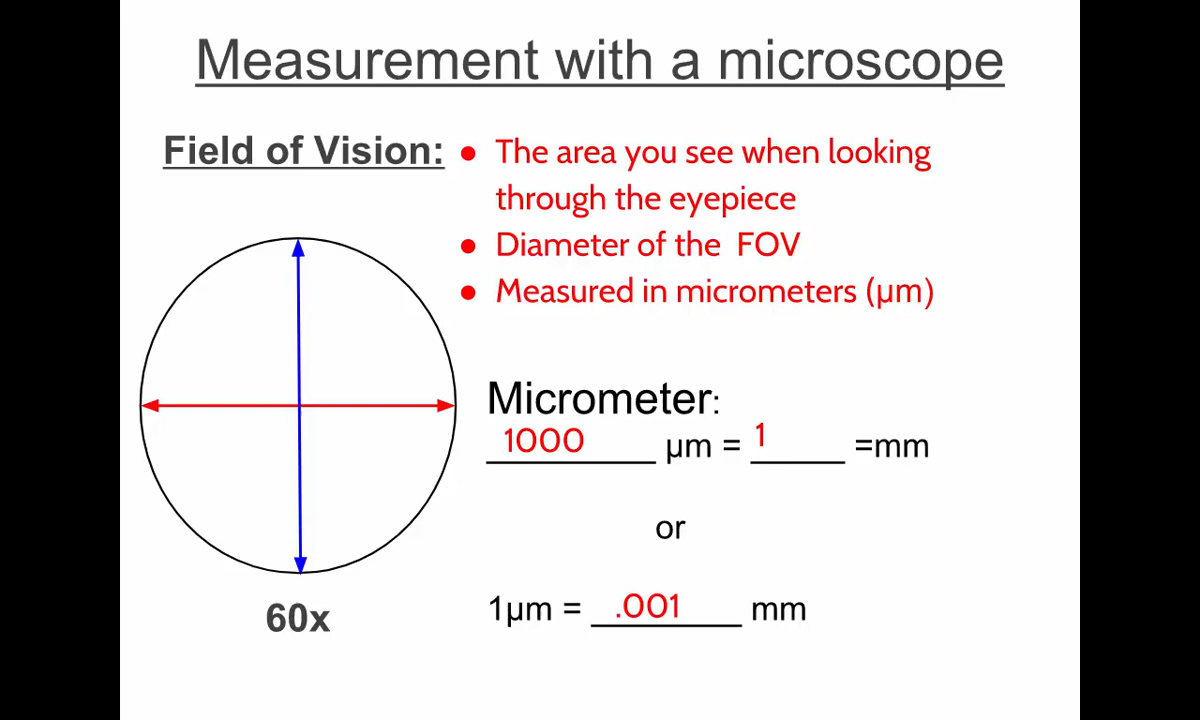 Measurement with a microscope
Field of Vision:
● The area you see when looking
through the eyepiece
● Diameter of the FOV
● Measured in micrometers (µm)
Micrometer:
1000 µm = 1 =mm
or
1µm = .001 mm
60x